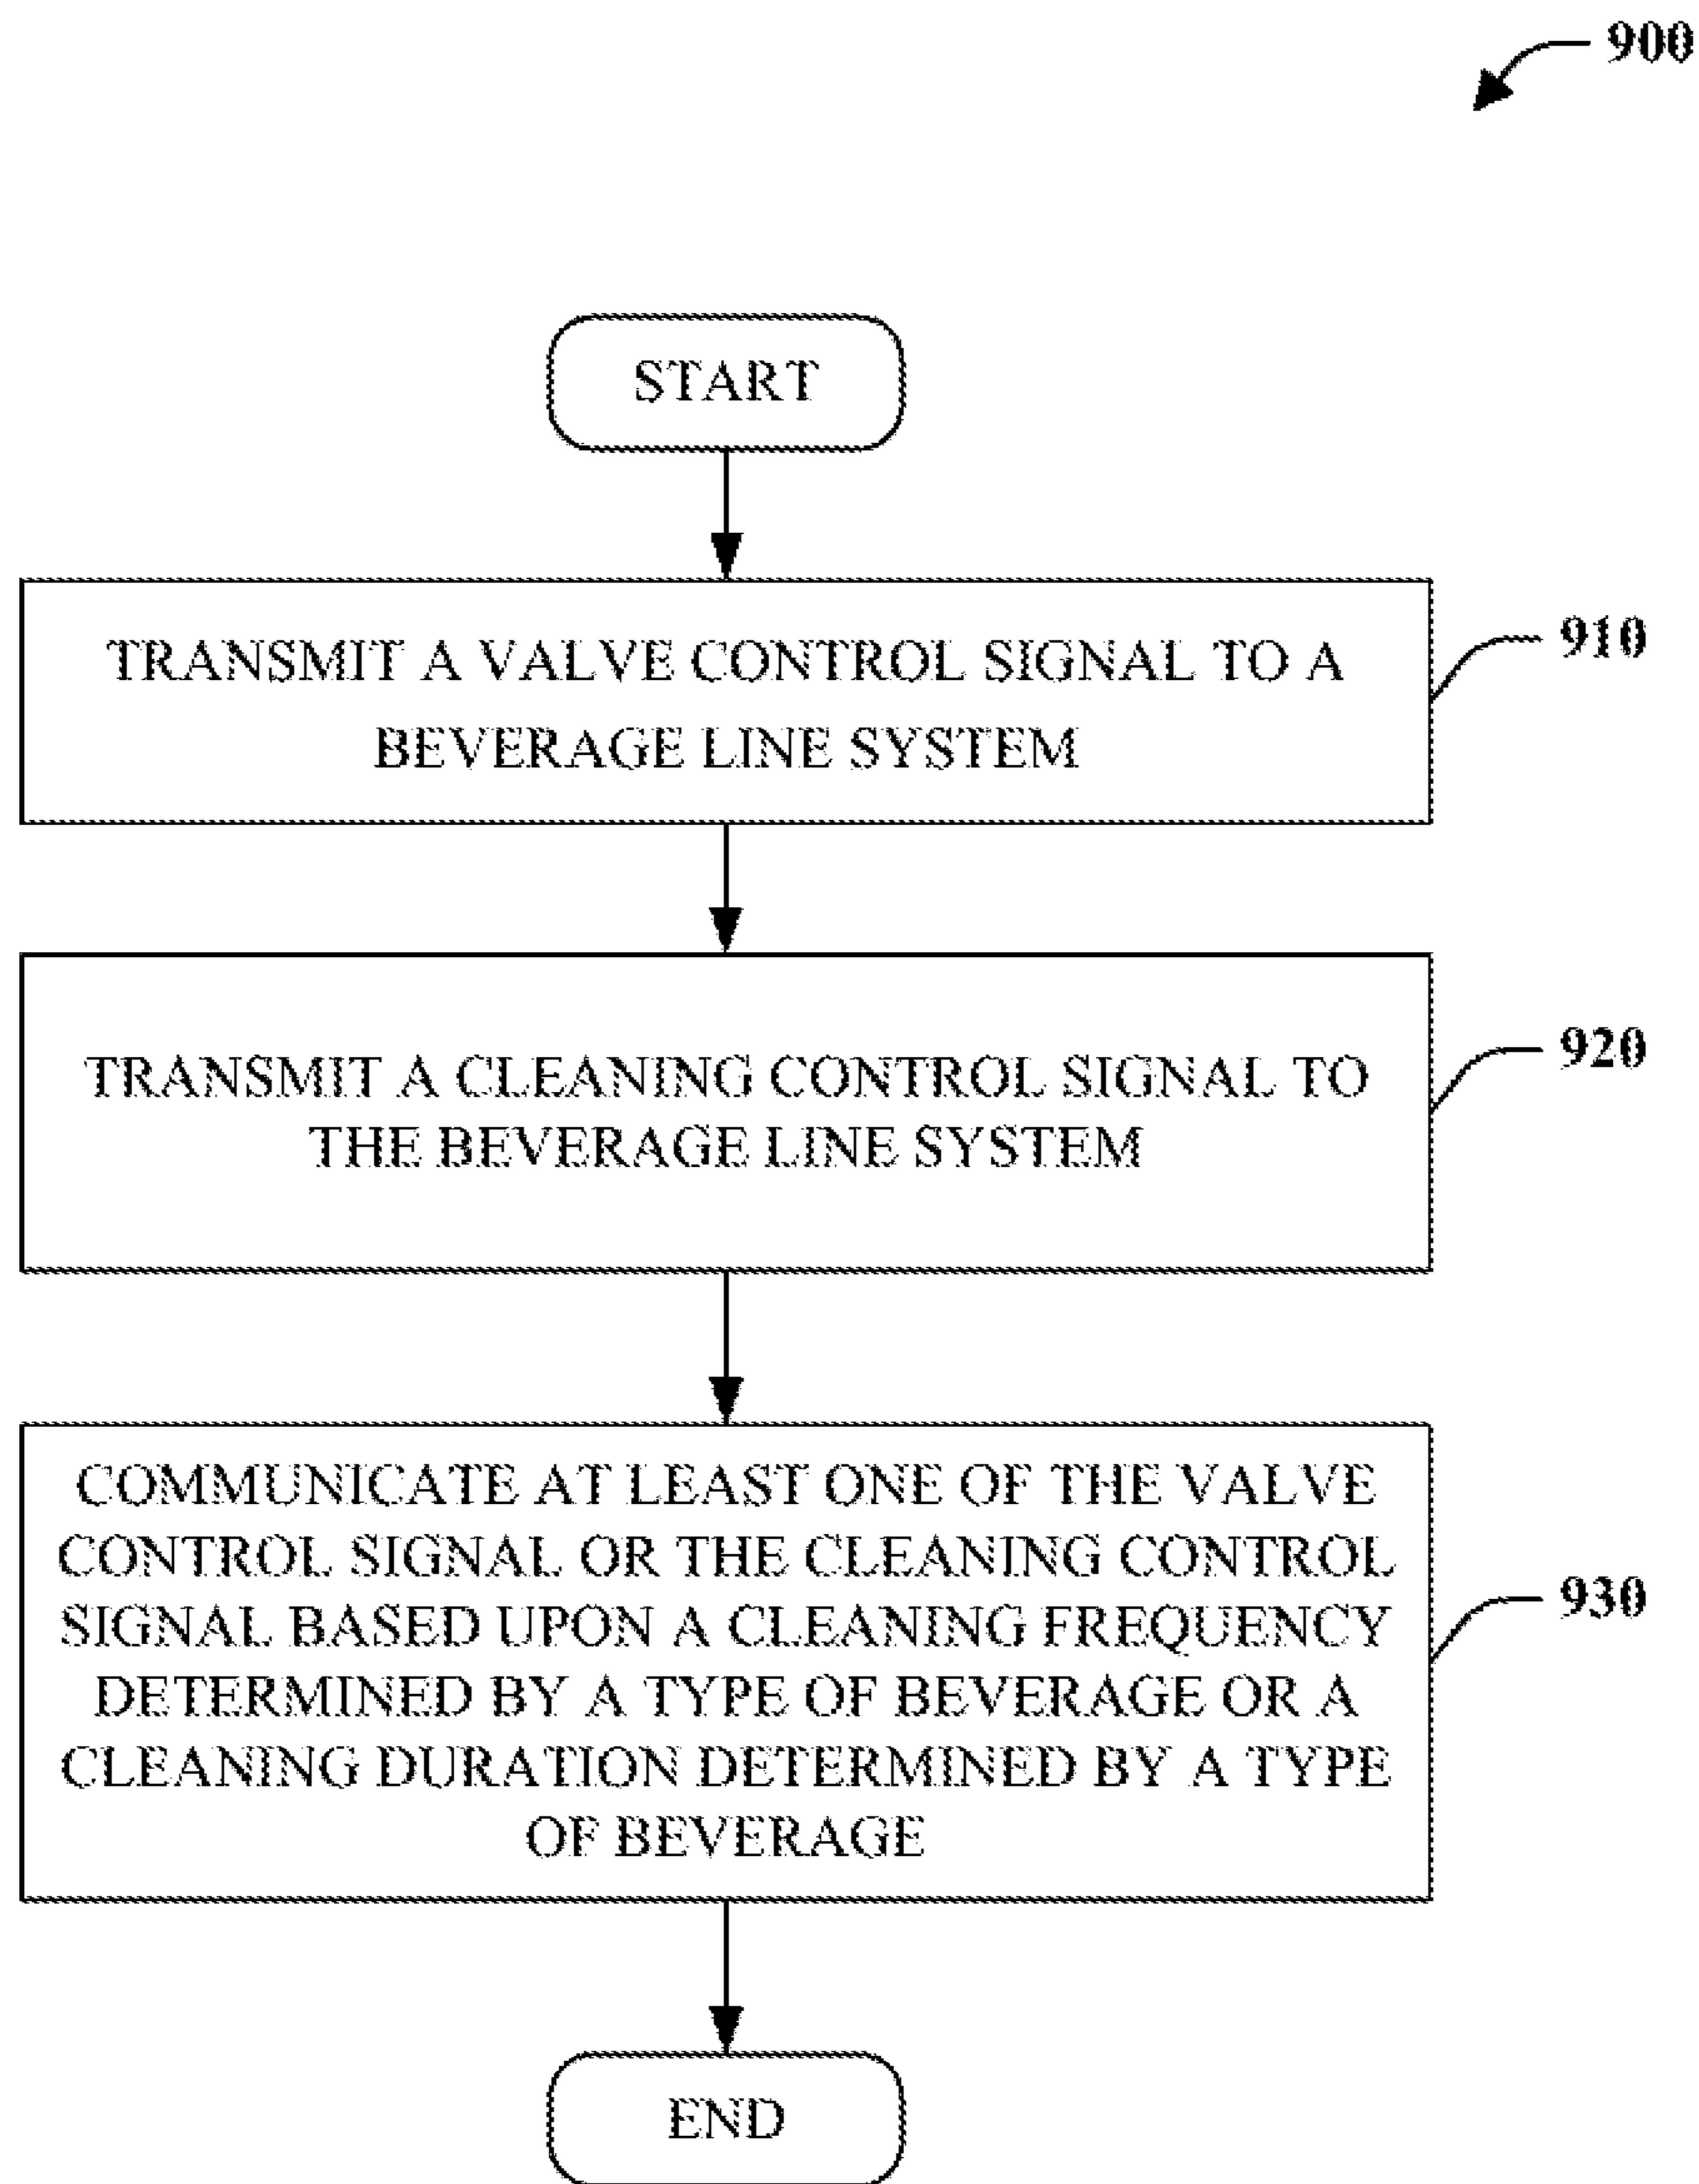 900
START
TRANSMIT A VALVE CONTROL SIGNAL TO A
BEVERAGE LINE SYSTEM
910
TRANSMIT A CLEANING CONTROL SIGNAL TO
THE BEVERAGE LINE SYSTEM
920
COMMUNICATE AT LEAST ONE OF THE VALVE
CONTROL SIGNAL OR THE CLEANING CONTROL
SIGNAL BASED UPON A CLEANING FREQUENCY
DETERMINED BY A TYPE OF BEVERAGE OR A
CLEANING DURATION DETERMINED BY A TYPE
OF BEVERAGE
930
END